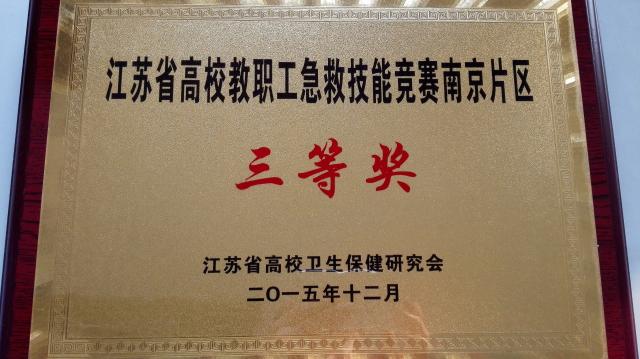 江苏省高校教职工急救技能竞赛南京片区
三等奖
江苏省高校卫生保健研究会
二〇一五年十二月